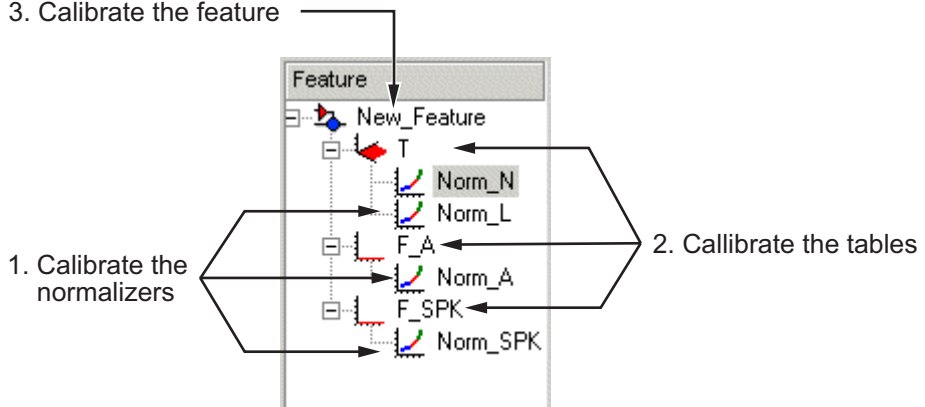 3. Calibrate the feature
Feature
New_Feature
T
Norm_N
Norm_L
F_A
Norm_A
F_SPK
Norm_SPK
1. Calibrate the
normalizers
2. Callibrate the tables